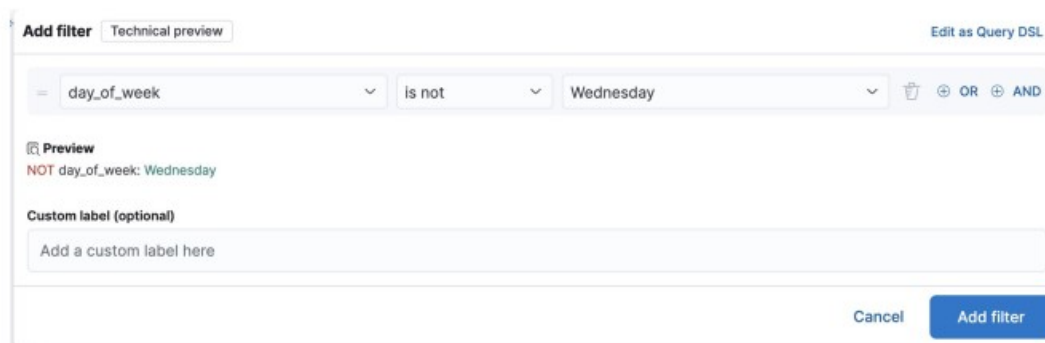 Add filter Technical preview Edit as Query DSL
day_of_week is not Wednesday OR AND
Preview
NOT day_of_week: Wednesday
Custom label (optional)
Add a custom label here
Cancel Add filter